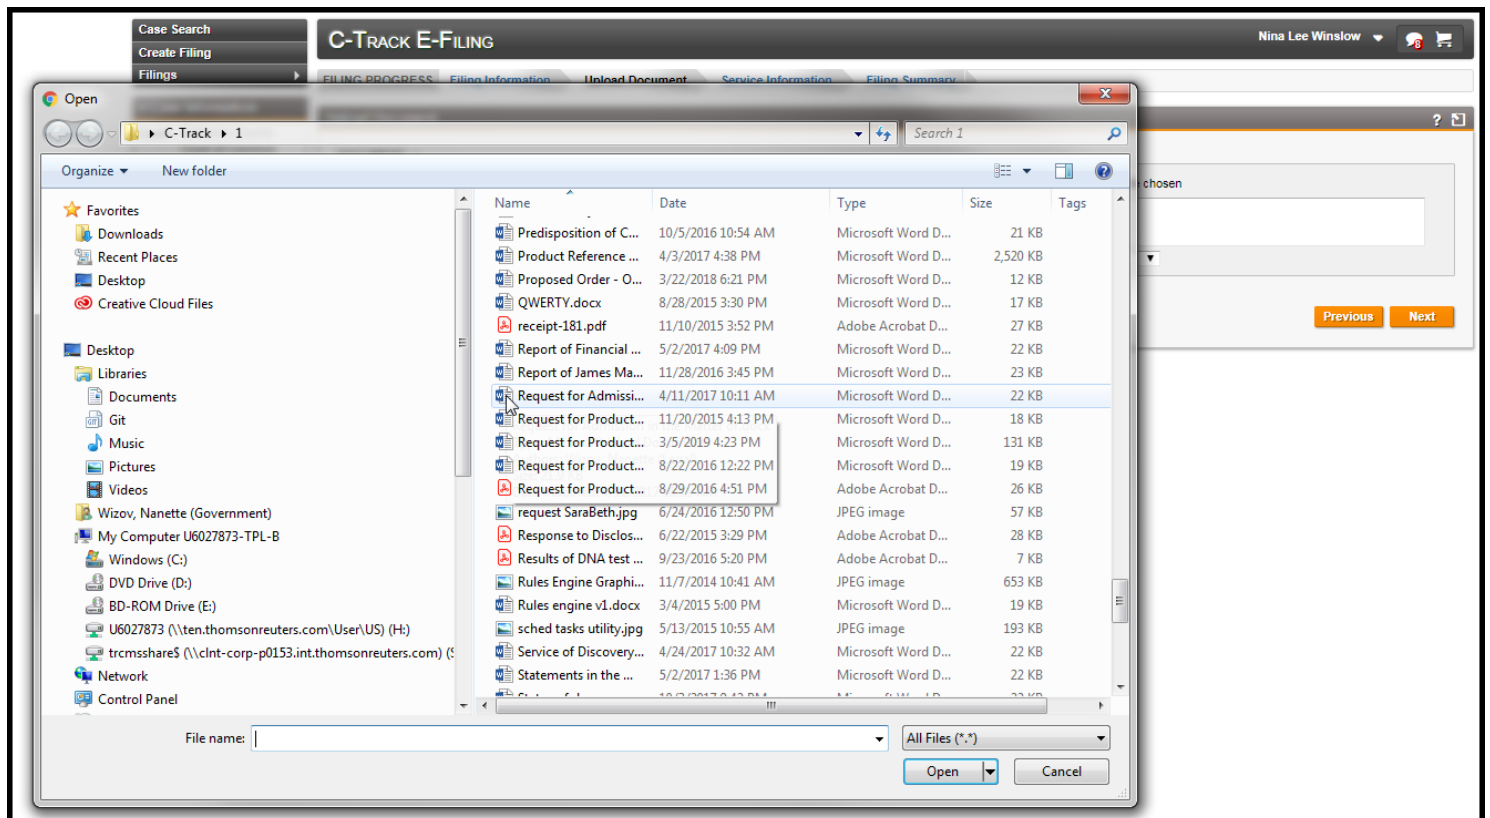 Case Search
Create Filing
Filings
C-Track E-Filing
Nina Lee Winslow
8
FILING PROGRESS Filing Information Upload Document Service Information Filing Summary
Open
C-Track 1
Search 1
?
Organize New folder
chosen
Favorites
Downloads
Recent Places
Desktop
Creative Cloud Files
Desktop
Libraries
Documents
Git
Music
Pictures
Videos
Wizov, Nanette (Government)
My Computer U6027873-TPL-B
Windows (C:)
DVD Drive (D:)
BD-ROM Drive (E:)
U6027873 (\\ten.thomsonreuters.com\User\US) (H:)
trcmsshare$ (\\clnt-corp-p0153.int.thomsonreuters.com) (S
Network
Control Panel
Name Date Type Size Tags
Predisposition of C... 10/5/2016 10:54 AM Microsoft Word D... 21 KB
Product Reference ... 4/3/2017 4:38 PM Microsoft Word D... 2,520 KB
Proposed Order - O... 3/22/2018 6:21 PM Microsoft Word D... 12 KB
QWERTY.docx 8/28/2015 3:30 PM Microsoft Word D... 17 KB
receipt-181.pdf 11/10/2015 3:52 PM Adobe Acrobat D... 27 KB
Report of Financial ... 5/2/2017 4:09 PM Microsoft Word D... 22 KB
Report of James Ma... 11/28/2016 3:45 PM Microsoft Word D... 23 KB
Request for Admissi... 4/11/2017 10:11 AM Microsoft Word D... 22 KB
Request for Product... 11/20/2015 4:13 PM Microsoft Word D... 18 KB
Request for Product... 3/5/2019 4:23 PM Microsoft Word D... 131 KB
Request for Product... 8/22/2016 12:22 PM Microsoft Word D... 19 KB
Request for Product... 8/29/2016 4:51 PM Adobe Acrobat D... 26 KB
request SaraBeth.jpg 6/24/2016 12:50 PM JPEG image 57 KB
Response to Disclos... 6/22/2015 3:29 PM Adobe Acrobat D... 28 KB
Results of DNA test ... 9/23/2016 5:20 PM Adobe Acrobat D... 7 KB
Rules Engine Graphi... 11/7/2014 10:41 AM JPEG image 653 KB
Rules engine v1.docx 3/4/2015 5:00 PM Microsoft Word D... 19 KB
sched tasks utility.jpg 5/13/2015 10:55 AM JPEG image 193 KB
Service of Discovery... 4/24/2017 10:32 AM Microsoft Word D... 22 KB
Statements in the ... 5/2/2017 1:36 PM Microsoft Word D... 22 KB
Previous Next
File name:
All Files (*.*)
Open Cancel